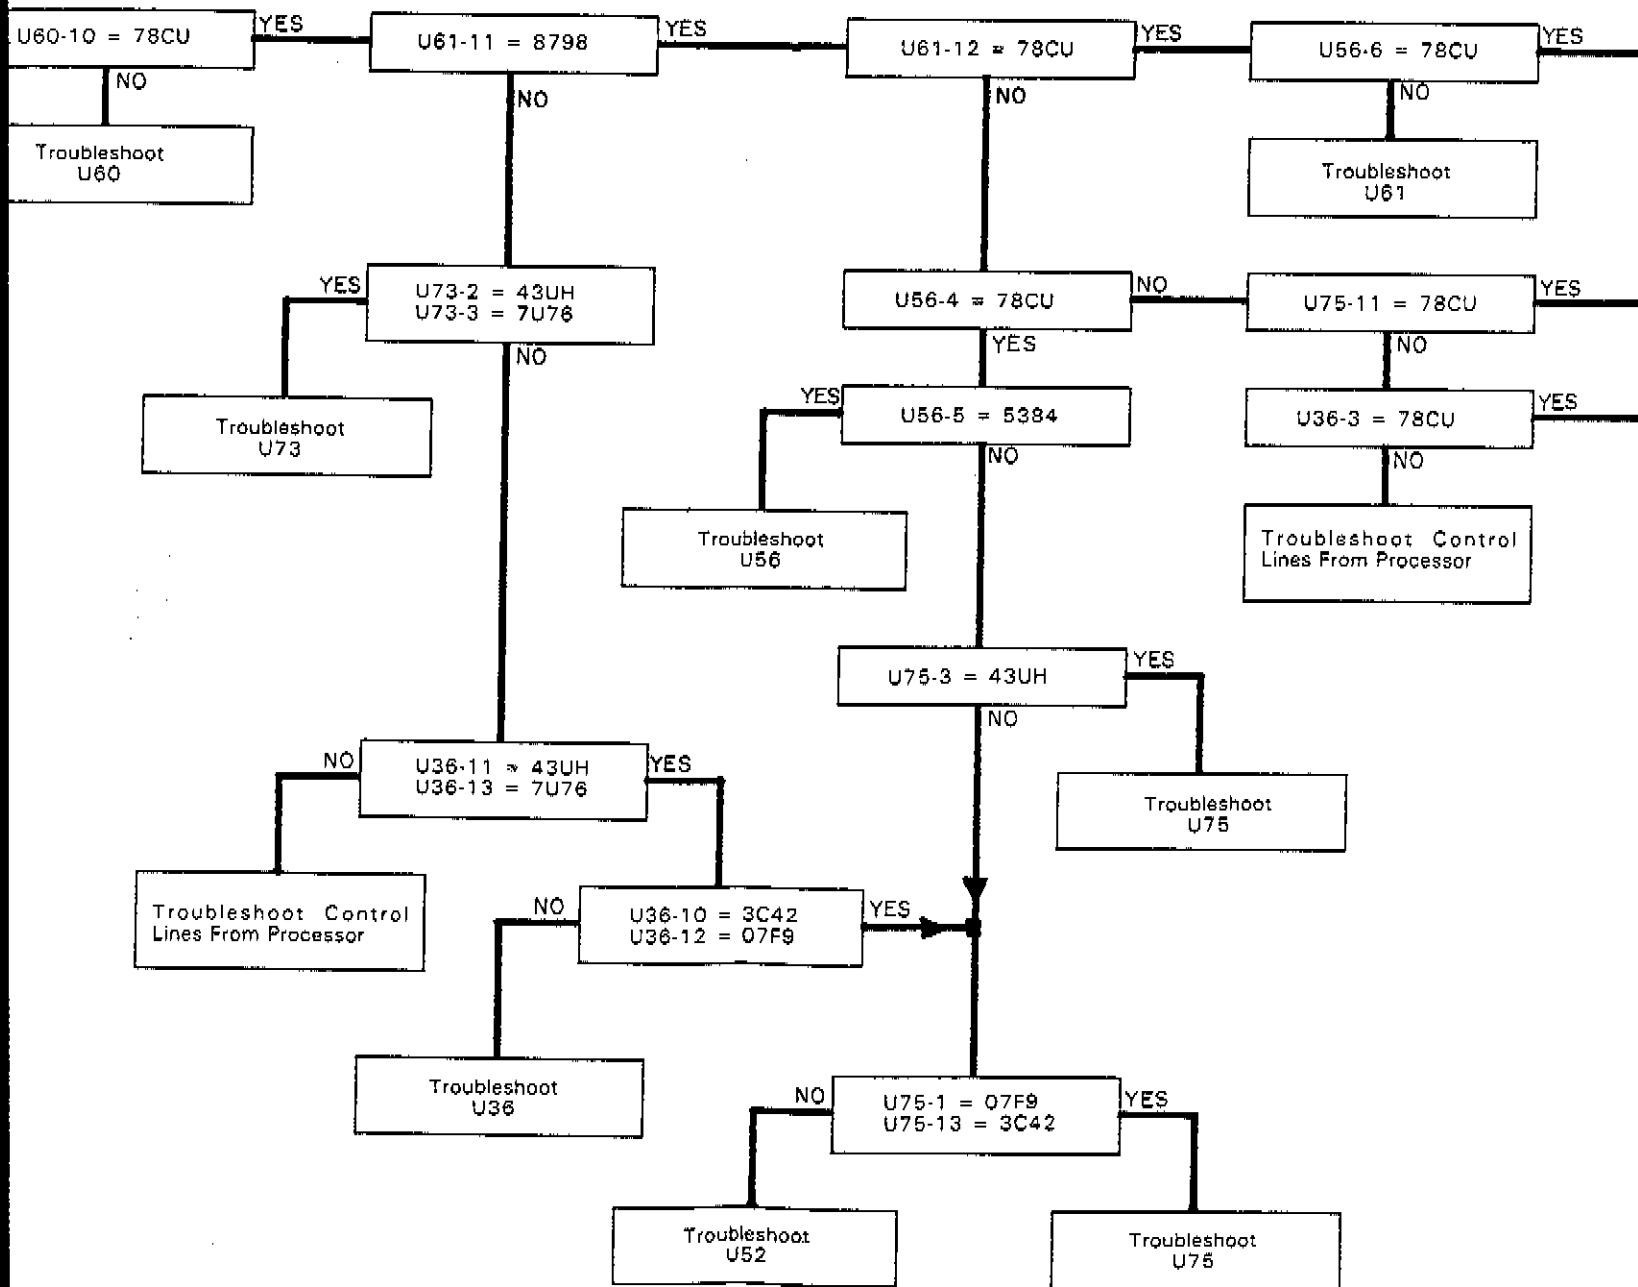 U60-10 = 78CU
YES
U61-11 = 8798
YES
U61-12 = 78CU
YES
U56-6 = 78CU
YES
NO
NO
NO
NO
Troubleshoot
U60
Troubleshoot
U61
YES
U73-2 = 43UH
U73-3 = 7U76
NO
U56-4 = 78CU
NO
U75-11 = 78CU
YES
YES
NO
Troubleshoot
U73
YES
U56-5 = 5384
NO
U36-3 = 78CU
YES
NO
Troubleshoot
U56
Troubleshoot Control
Lines From Processor
U75-3 = 43UH
YES
NO
NO
U36-11 = 43UH
U36-13 = 7U76
YES
Troubleshoot
U75
Troubleshoot Control
Lines From Processor
NO
U36-10 = 3C42
U36-12 = 07F9
YES
Troubleshoot
U36
NO
U75-1 = 07F9
U75-13 = 3C42
YES
Troubleshoot
U52
Troubleshoot
U75